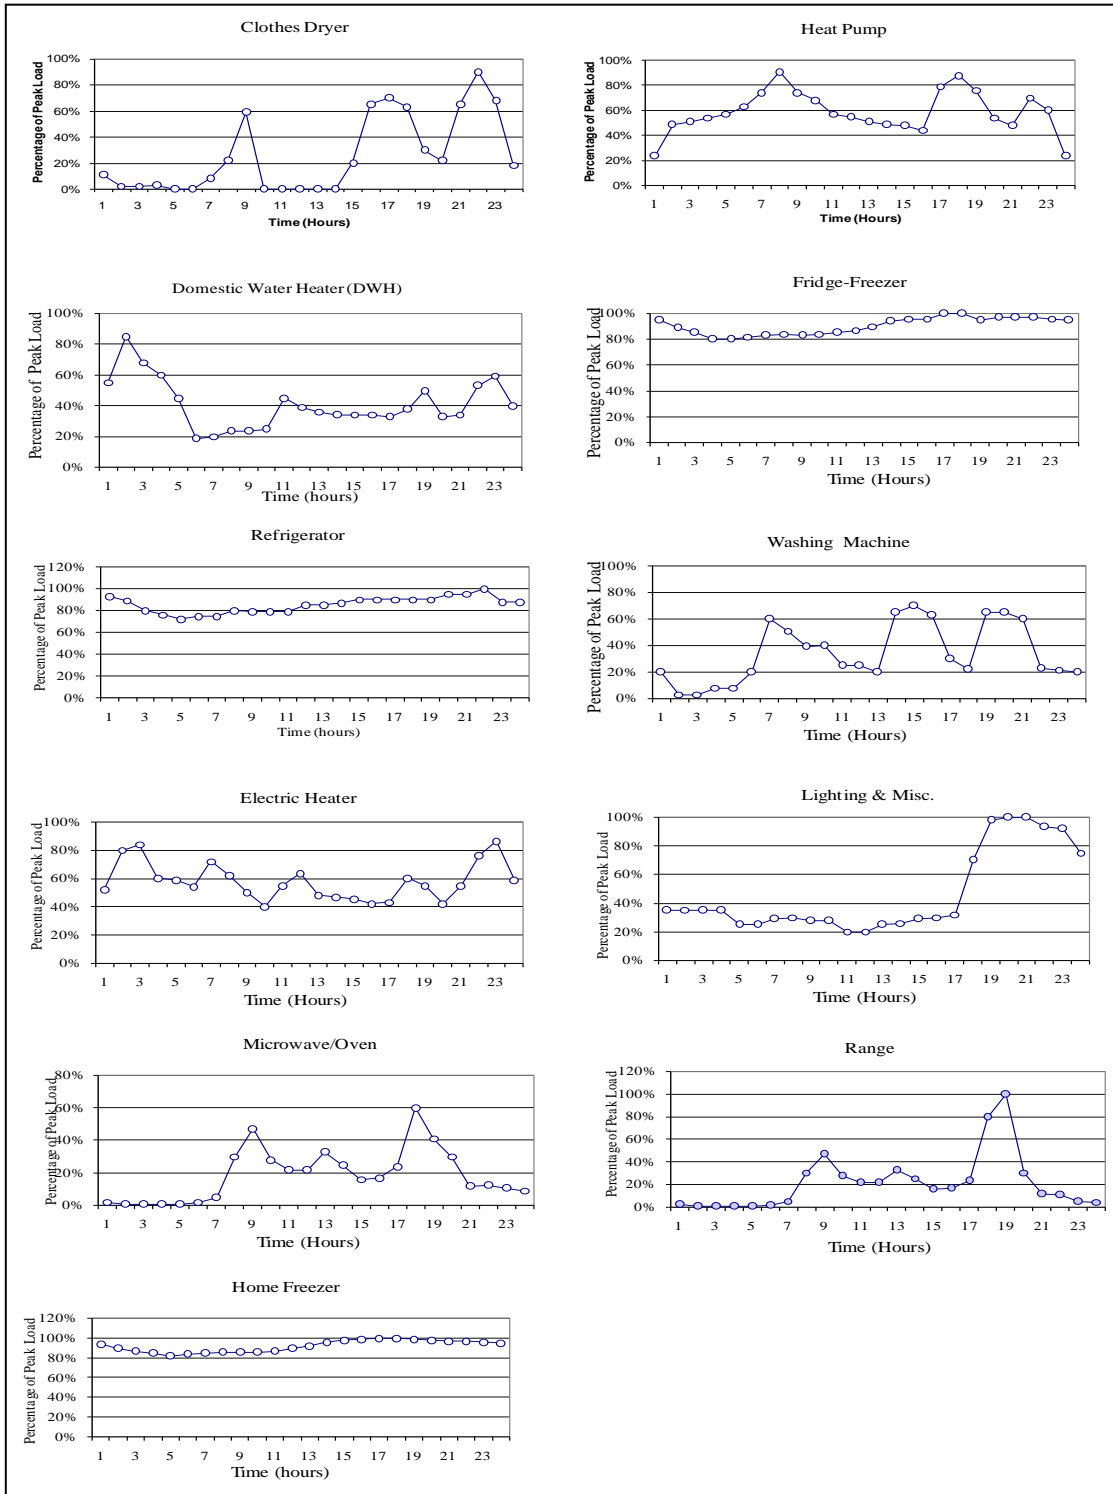 Clothes Dryer
Percentage of Peak Load
100%
80%
60%
40%
20%
0%
1 3 5 7 9 11 13 15 17 19 21 23
Time (Hours)
Heat Pump
Percentage of Peak Load
100%
80%
60%
40%
20%
0%
1 3 5 7 9 11 13 15 17 19 21 23
Time (Hours)
Domestic Water Heater (DWH)
Percentage of Peak Load
100%
80%
60%
40%
20%
0%
1 3 5 7 9 11 13 15 17 19 21 23
Time (hours)
Fridge-Freezer
Percentage of Peak Load
100%
80%
60%
40%
20%
0%
1 3 5 7 9 11 13 15 17 19 21 23
Time (Hours)
Refrigerator
Percentage of Peak Load
120%
100%
80%
60%
40%
20%
0%
1 3 5 7 9 11 13 15 17 19 21 23
Time (hours)
Washing Machine
Percentage of Peak Load
100%
80%
60%
40%
20%
0%
1 3 5 7 9 11 13 15 17 19 21 23
Time (Hours)
Electric Heater
Percentage of Peak Load
100%
80%
60%
40%
20%
0%
1 3 5 7 9 11 13 15 17 19 21 23
Time (Hours)
Lighting & Misc.
Percentage of Peak Load
100%
80%
60%
40%
20%
0%
1 3 5 7 9 11 13 15 17 19 21 23
Time (Hours)
Microwave/Oven
Percentage of Peak Load
80%
60%
40%
20%
0%
1 3 5 7 9 11 13 15 17 19 21 23
Time (Hours)
Range
Percentage of Peak Load
120%
100%
80%
60%
40%
20%
0%
1 3 5 7 9 11 13 15 17 19 21 23
Time (Hours)
Home Freezer
Percentage of Peak Load
120%
100%
80%
60%
40%
20%
0%
1 3 5 7 9 11 13 15 17 19 21 23
Time (hours)